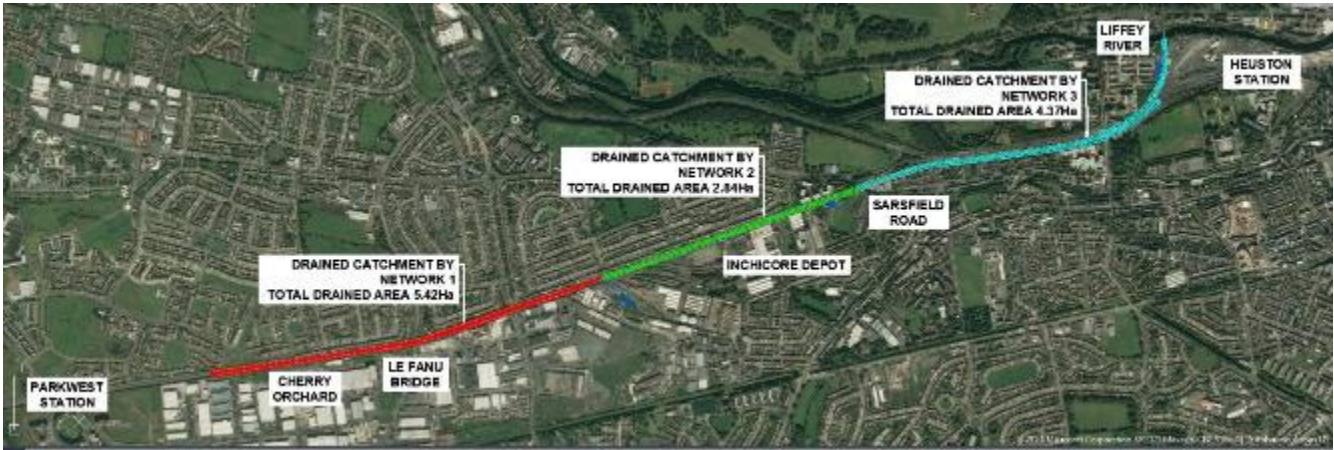 LIFFEY
RIVER
HEUSTON
STATION
DRAINED CATCHMENT BY
NETWORK 3
TOTAL DRAINED AREA 4.37Ha
DRAINED CATCHMENT BY
NETWORK 2
TOTAL DRAINED AREA 2.84Ha
SARSFIELD
ROAD
INCHICORE DEPOT
DRAINED CATCHMENT BY
NETWORK 1
TOTAL DRAINED AREA 5.42Ha
LE FANU
BRIDGE
CHERRY
ORCHARD
PARKWEST
STATION